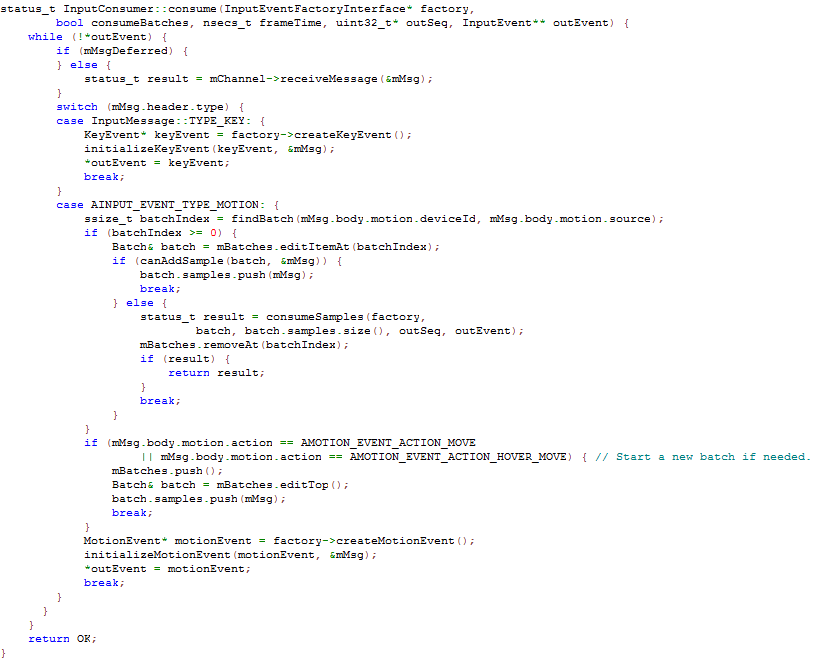 status_t InputConsumer::consume(InputEventFactoryInterface* factory,
        bool consumeBatches, nsecs_t frameTime, uint32_t* outSeq, InputEvent** outEvent) {
    while (!*outEvent) {
        if (mMsgDeferred) {
        } else {
            status_t result = mChannel->receiveMessage(&mMsg);
        }
        switch (mMsg.header.type) {
        case InputMessage::TYPE_KEY: {
            KeyEvent* keyEvent = factory->createKeyEvent();
            initializeKeyEvent(keyEvent, &mMsg);
            *outEvent = keyEvent;
            break;
        }
        case AINPUT_EVENT_TYPE_MOTION: {
            ssize_t batchIndex = findBatch(mMsg.body.motion.deviceId, mMsg.body.motion.source);
            if (batchIndex >= 0) {
                Batch& batch = mBatches.editItemAt(batchIndex);
                if (canAddSample(batch, &mMsg)) {
                    batch.samples.push(mMsg);
                    break;
                } else {
                    status_t result = consumeSamples(factory,
                            batch, batch.samples.size(), outSeq, outEvent);
                    mBatches.removeAt(batchIndex);
                    if (result) {
                        return result;
                    }
                    break;
                }
            }
            if (mMsg.body.motion.action == AMOTION_EVENT_ACTION_MOVE
                    || mMsg.body.motion.action == AMOTION_EVENT_ACTION_HOVER_MOVE) { // Start a new batch if needed.
                mBatches.push();
                Batch& batch = mBatches.editTop();
                batch.samples.push(mMsg);
                break;
            }
            MotionEvent* motionEvent = factory->createMotionEvent();
            initializeMotionEvent(motionEvent, &mMsg);
            *outEvent = motionEvent;
            break;
        }
      }
    }
    return OK;
}